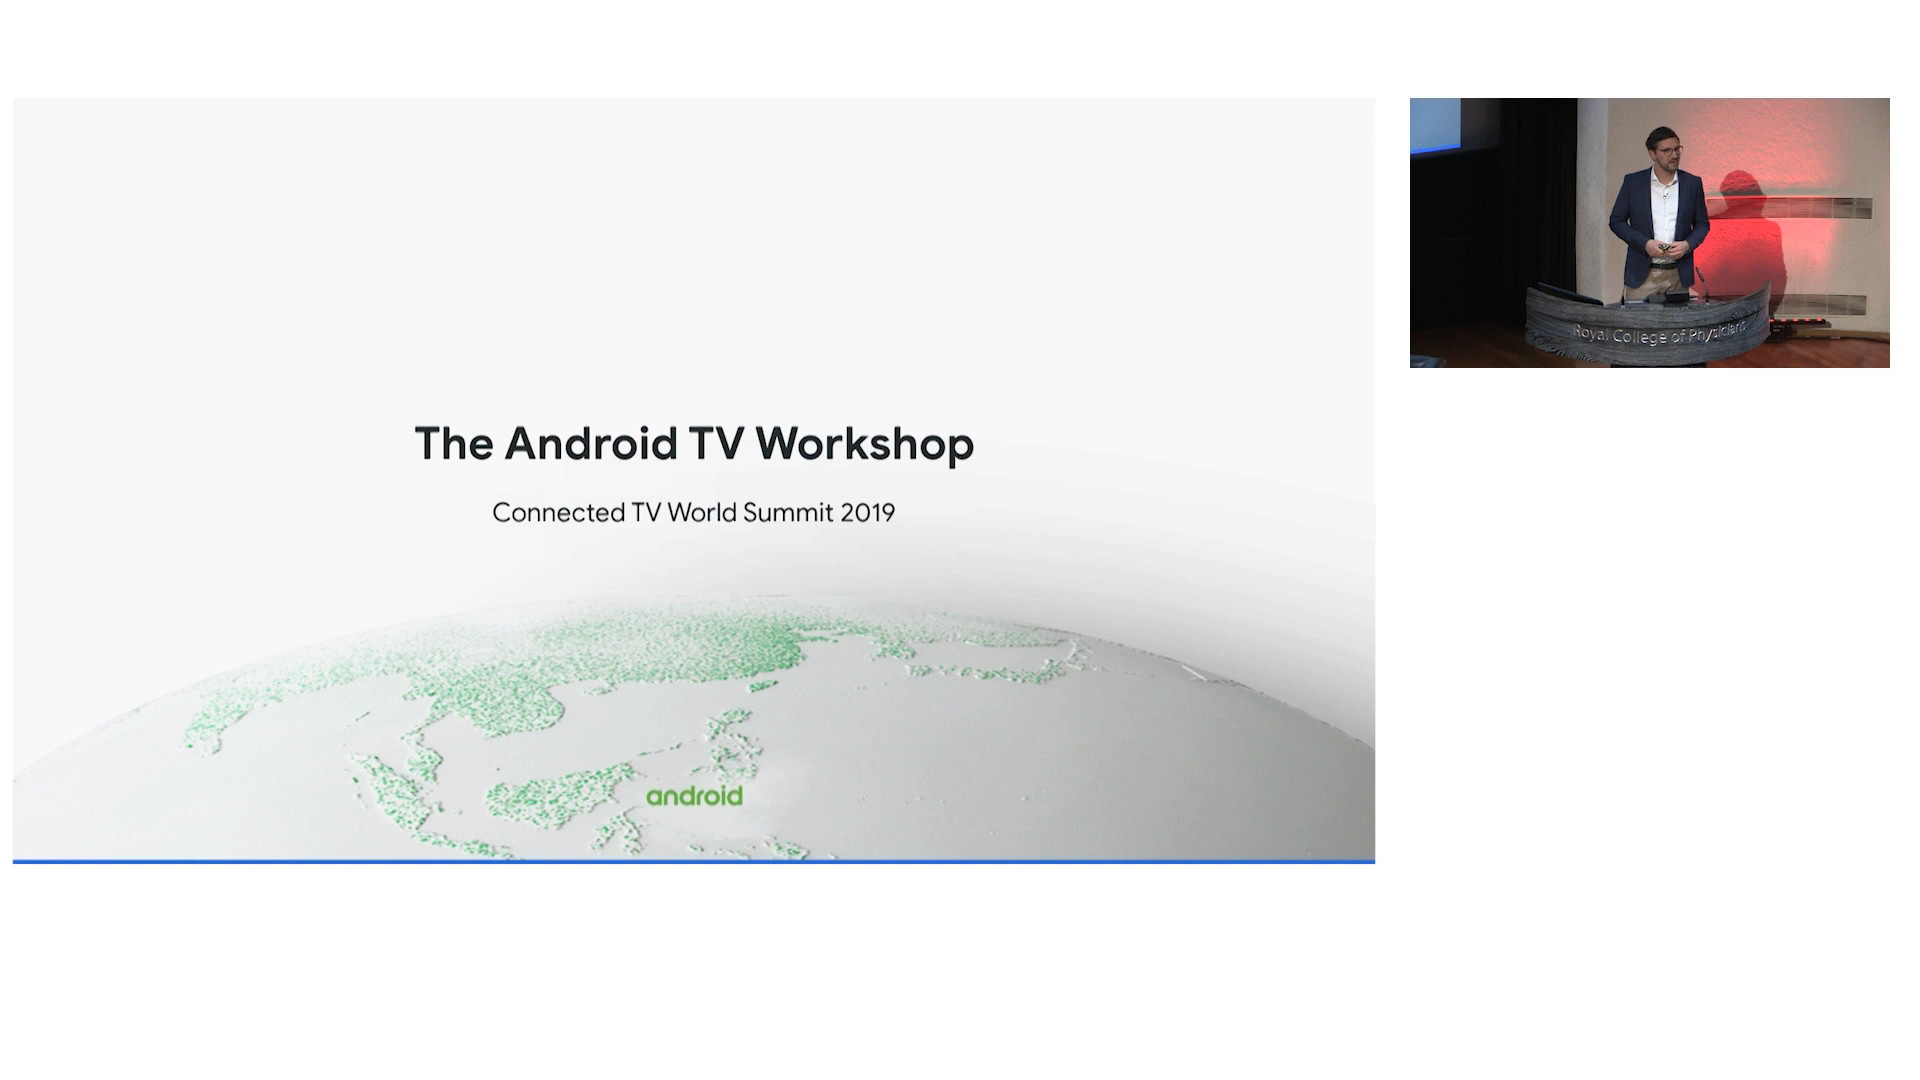 The Android TV Workshop
Connected TV World Summit 2019
android
Royal College of Physicians